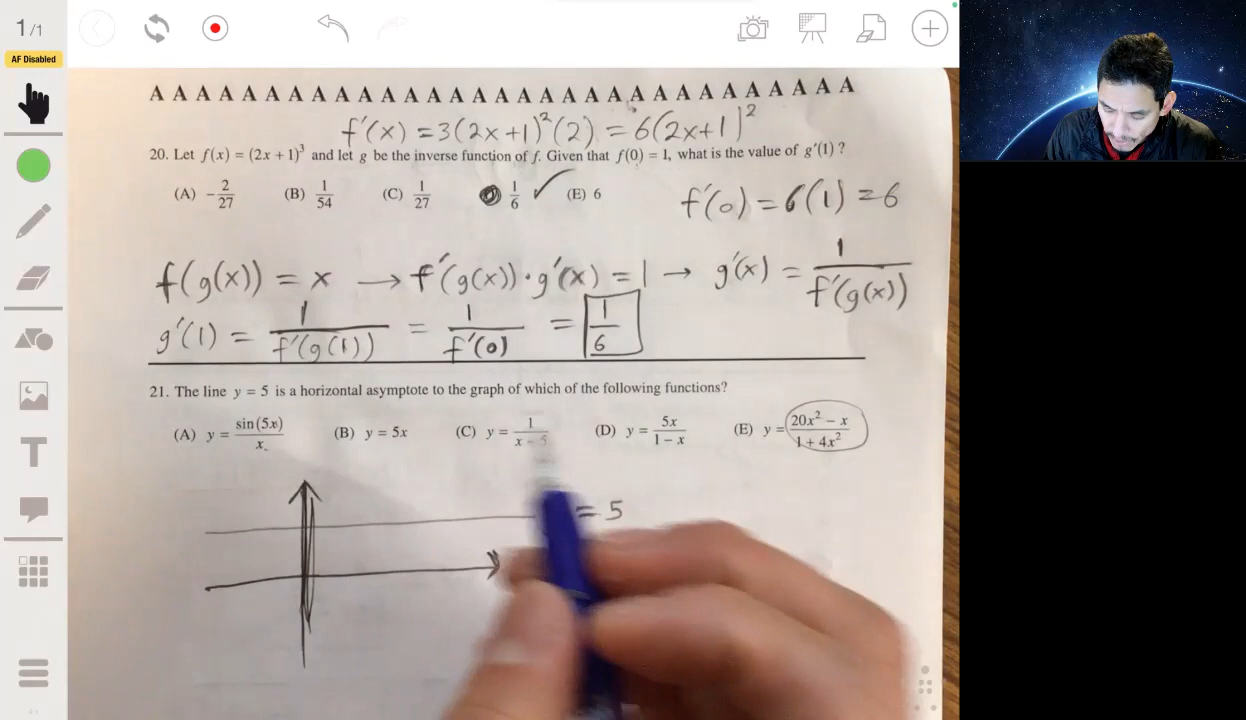 1/1
AF Disabled
A A A A A A A A A A A A A A A A A A A A A A A A A A A A A A A
f'(x) = 3(2x+1)²(2) = 6(2x+1)²
20. Let f(x) = (2x + 1)³ and let g be the inverse function of f. Given that f(0) = 1, what is the value of g'(1) ?
(A) −2/27 (B) 1/54 (C) 1/27 1/6 ✓ (E) 6
f'(0) = 6(1) = 6
f(g(x)) = x → f'(g(x)) · g'(x) = 1 → g'(x) = 1/f'(g(x))
g'(1) = 1/f'(g(1)) = 1/f'(0) = 1/6
21. The line y = 5 is a horizontal asymptote to the graph of which of the following functions?
(A) y = sin(5x)/x (B) y = 5x (C) y = 1/(x − 5) (D) y = 5x/(1 − x) (E) y = (20x² − x)/(1 + 4x²)
= 5
T